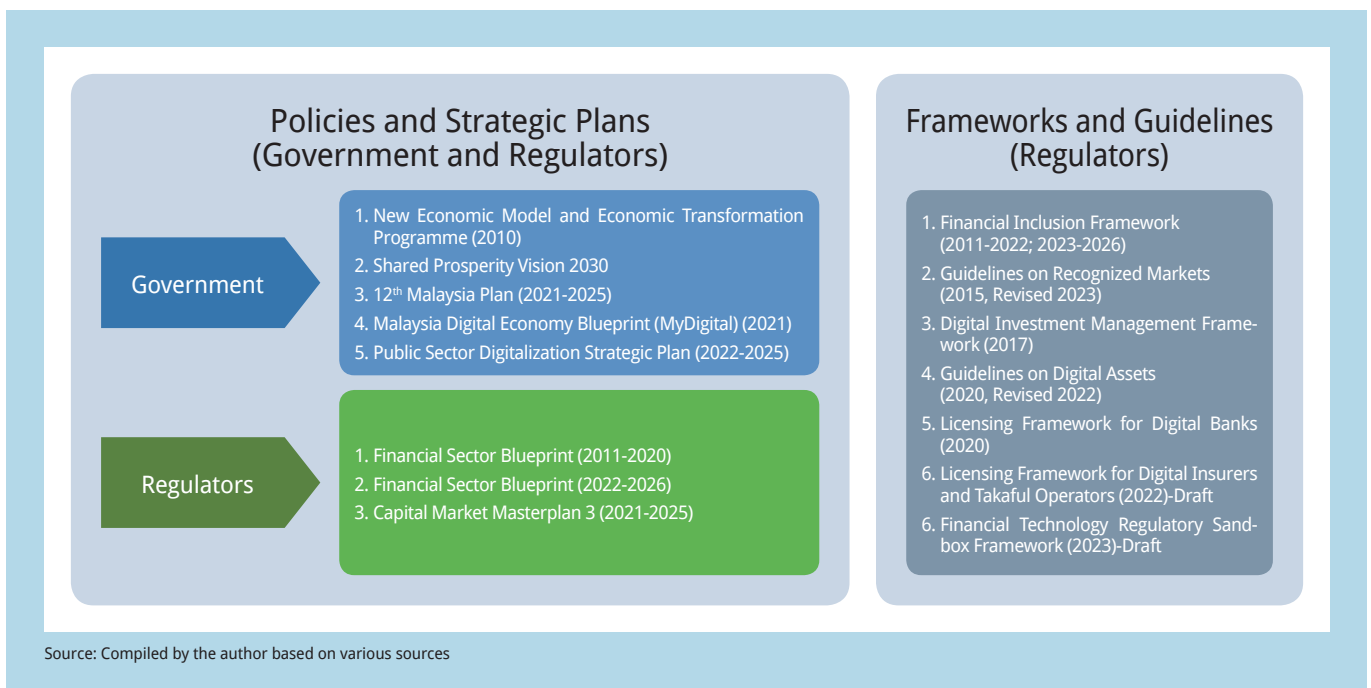 Policies and Strategic Plans
(Government and Regulators)
Government
1. New Economic Model and Economic Transformation
Programme (2010)
2. Shared Prosperity Vision 2030
3. 12th Malaysia Plan (2021-2025)
4. Malaysia Digital Economy Blueprint (MyDigital) (2021)
5. Public Sector Digitalization Strategic Plan (2022-2025)
Regulators
1. Financial Sector Blueprint (2011-2020)
2. Financial Sector Blueprint (2022-2026)
3. Capital Market Masterplan 3 (2021-2025)
Frameworks and Guidelines
(Regulators)
1. Financial Inclusion Framework
(2011-2022; 2023-2026)
2. Guidelines on Recognized Markets
(2015, Revised 2023)
3. Digital Investment Management Frame-
work (2017)
4. Guidelines on Digital Assets
(2020, Revised 2022)
5. Licensing Framework for Digital Banks
(2020)
6. Licensing Framework for Digital Insurers
and Takaful Operators (2022)-Draft
6. Financial Technology Regulatory Sand-
box Framework (2023)-Draft
Source: Compiled by the author based on various sources